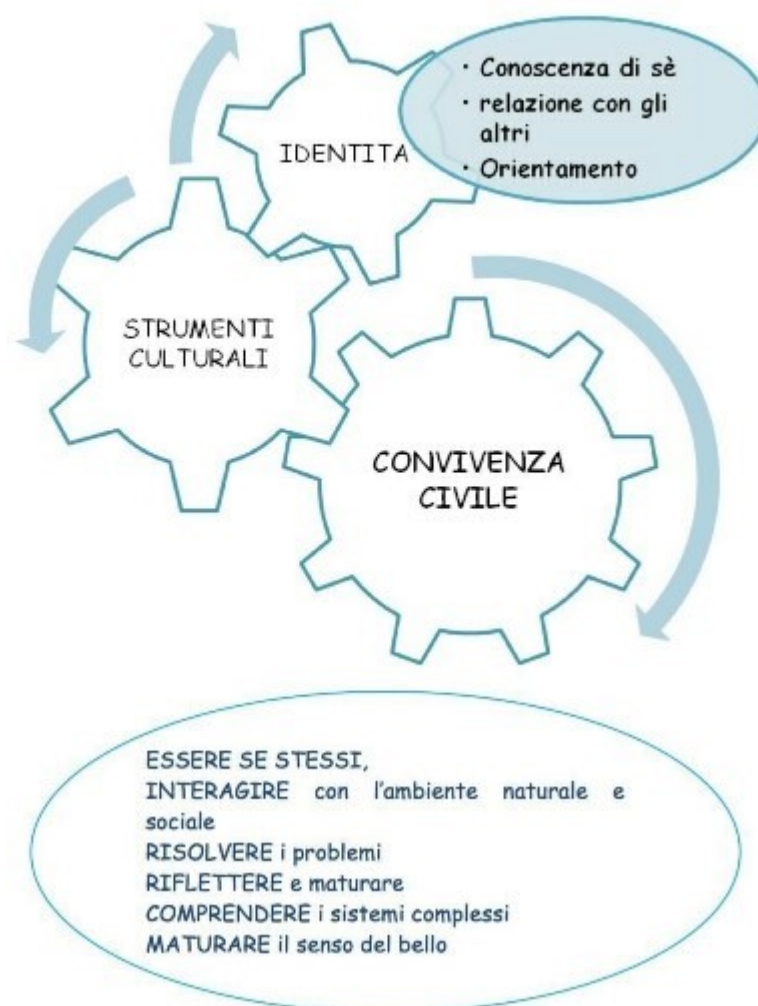 IDENTITA
· Conoscenza di sè
· relazione con gli
altri
· Orientamento
STRUMENTI
CULTURALI
CONVIVENZA
CIVILE
ESSERE SE STESSI,
INTERAGIRE con l'ambiente naturale e
sociale
RISOLVERE i problemi
RIFLETTERE e maturare
COMPRENDERE i sistemi complessi
MATURARE il senso del bello